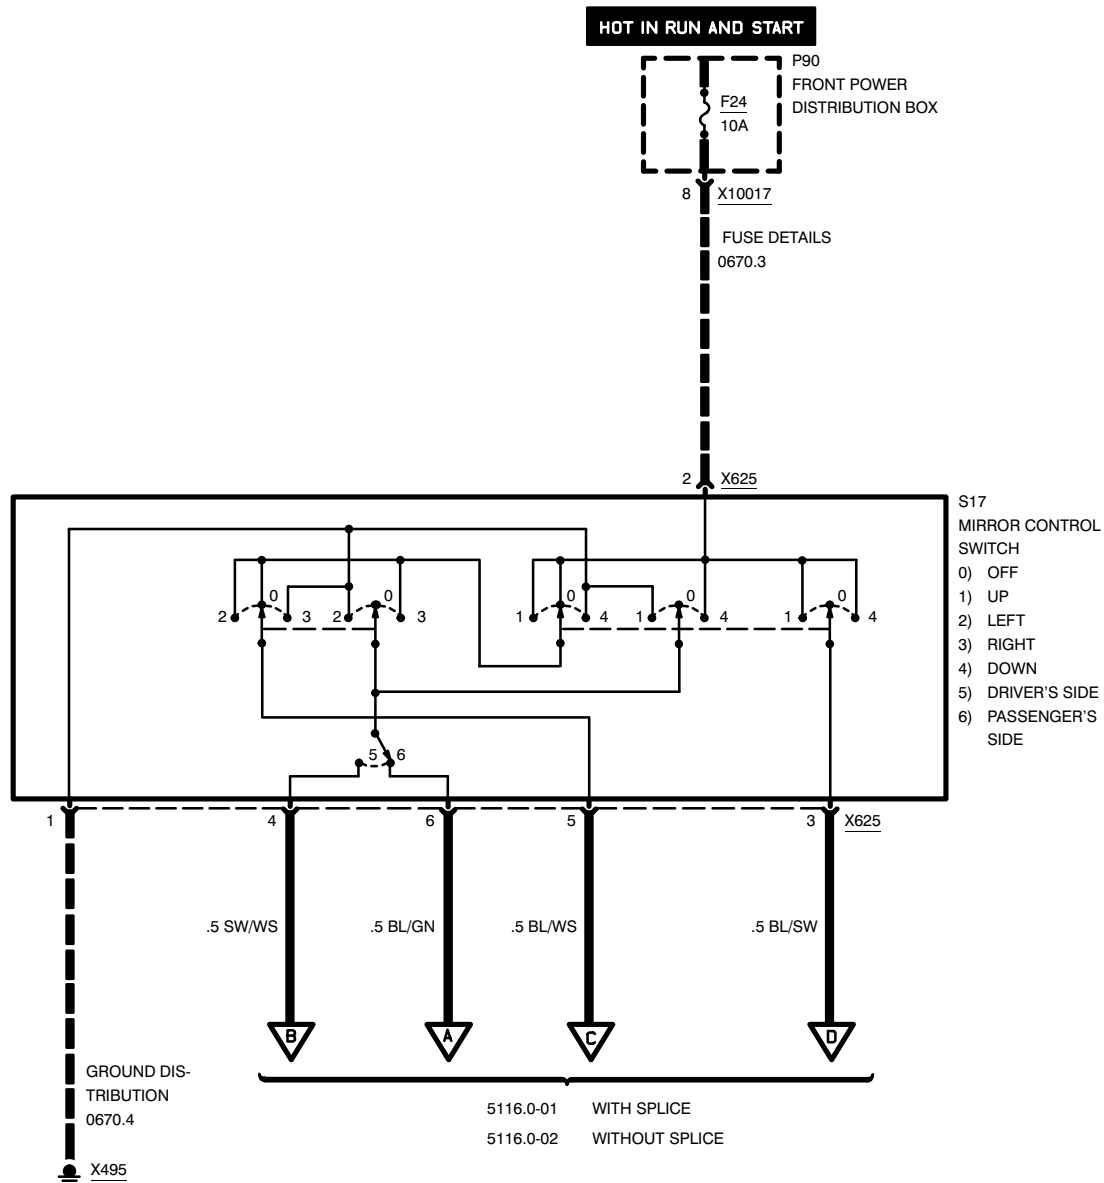 HOT IN RUN AND START
P90
FRONT POWER
DISTRIBUTION BOX
F24
10A
8 X10017
FUSE DETAILS
0670.3
2 X625
S17
MIRROR CONTROL
SWITCH
0) OFF
1) UP
2) LEFT
3) RIGHT
4) DOWN
5) DRIVER'S SIDE
6) PASSENGER'S
SIDE
2 0 3 2 0 3 1 0 4 1 0 4 1 0 4
5 6
1 4 6 5 3 X625
.5 SW/WS .5 BL/GN .5 BL/WS .5 BL/SW
B A C D
GROUND DIS-
TRIBUTION
0670.4
X495
5116.0-01 WITH SPLICE
5116.0-02 WITHOUT SPLICE